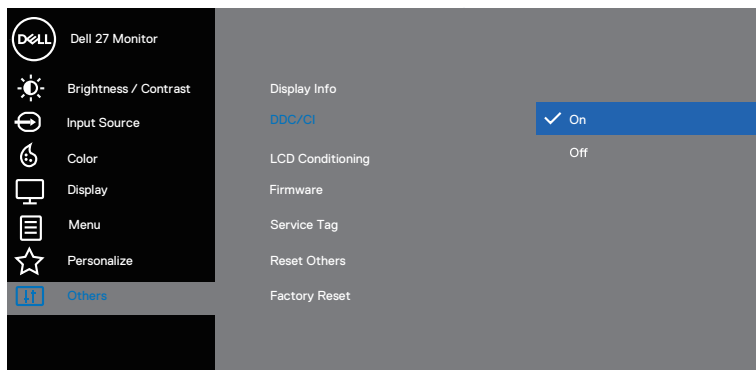 DELL Dell 27 Monitor
Brightness / Contrast
Input Source
Color
Display
Menu
Personalize
Others
Display Info
DDC/CI
LCD Conditioning
Firmware
Service Tag
Reset Others
Factory Reset
On
Off